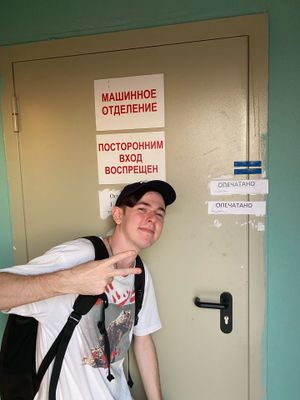 МАШИННОЕ
ОТДЕЛЕНИЕ
ПОСТОРОННИМ
ВХОД
ВОСПРЕЩЕН
ОПЕЧАТАНО
ОПЕЧАТАНО